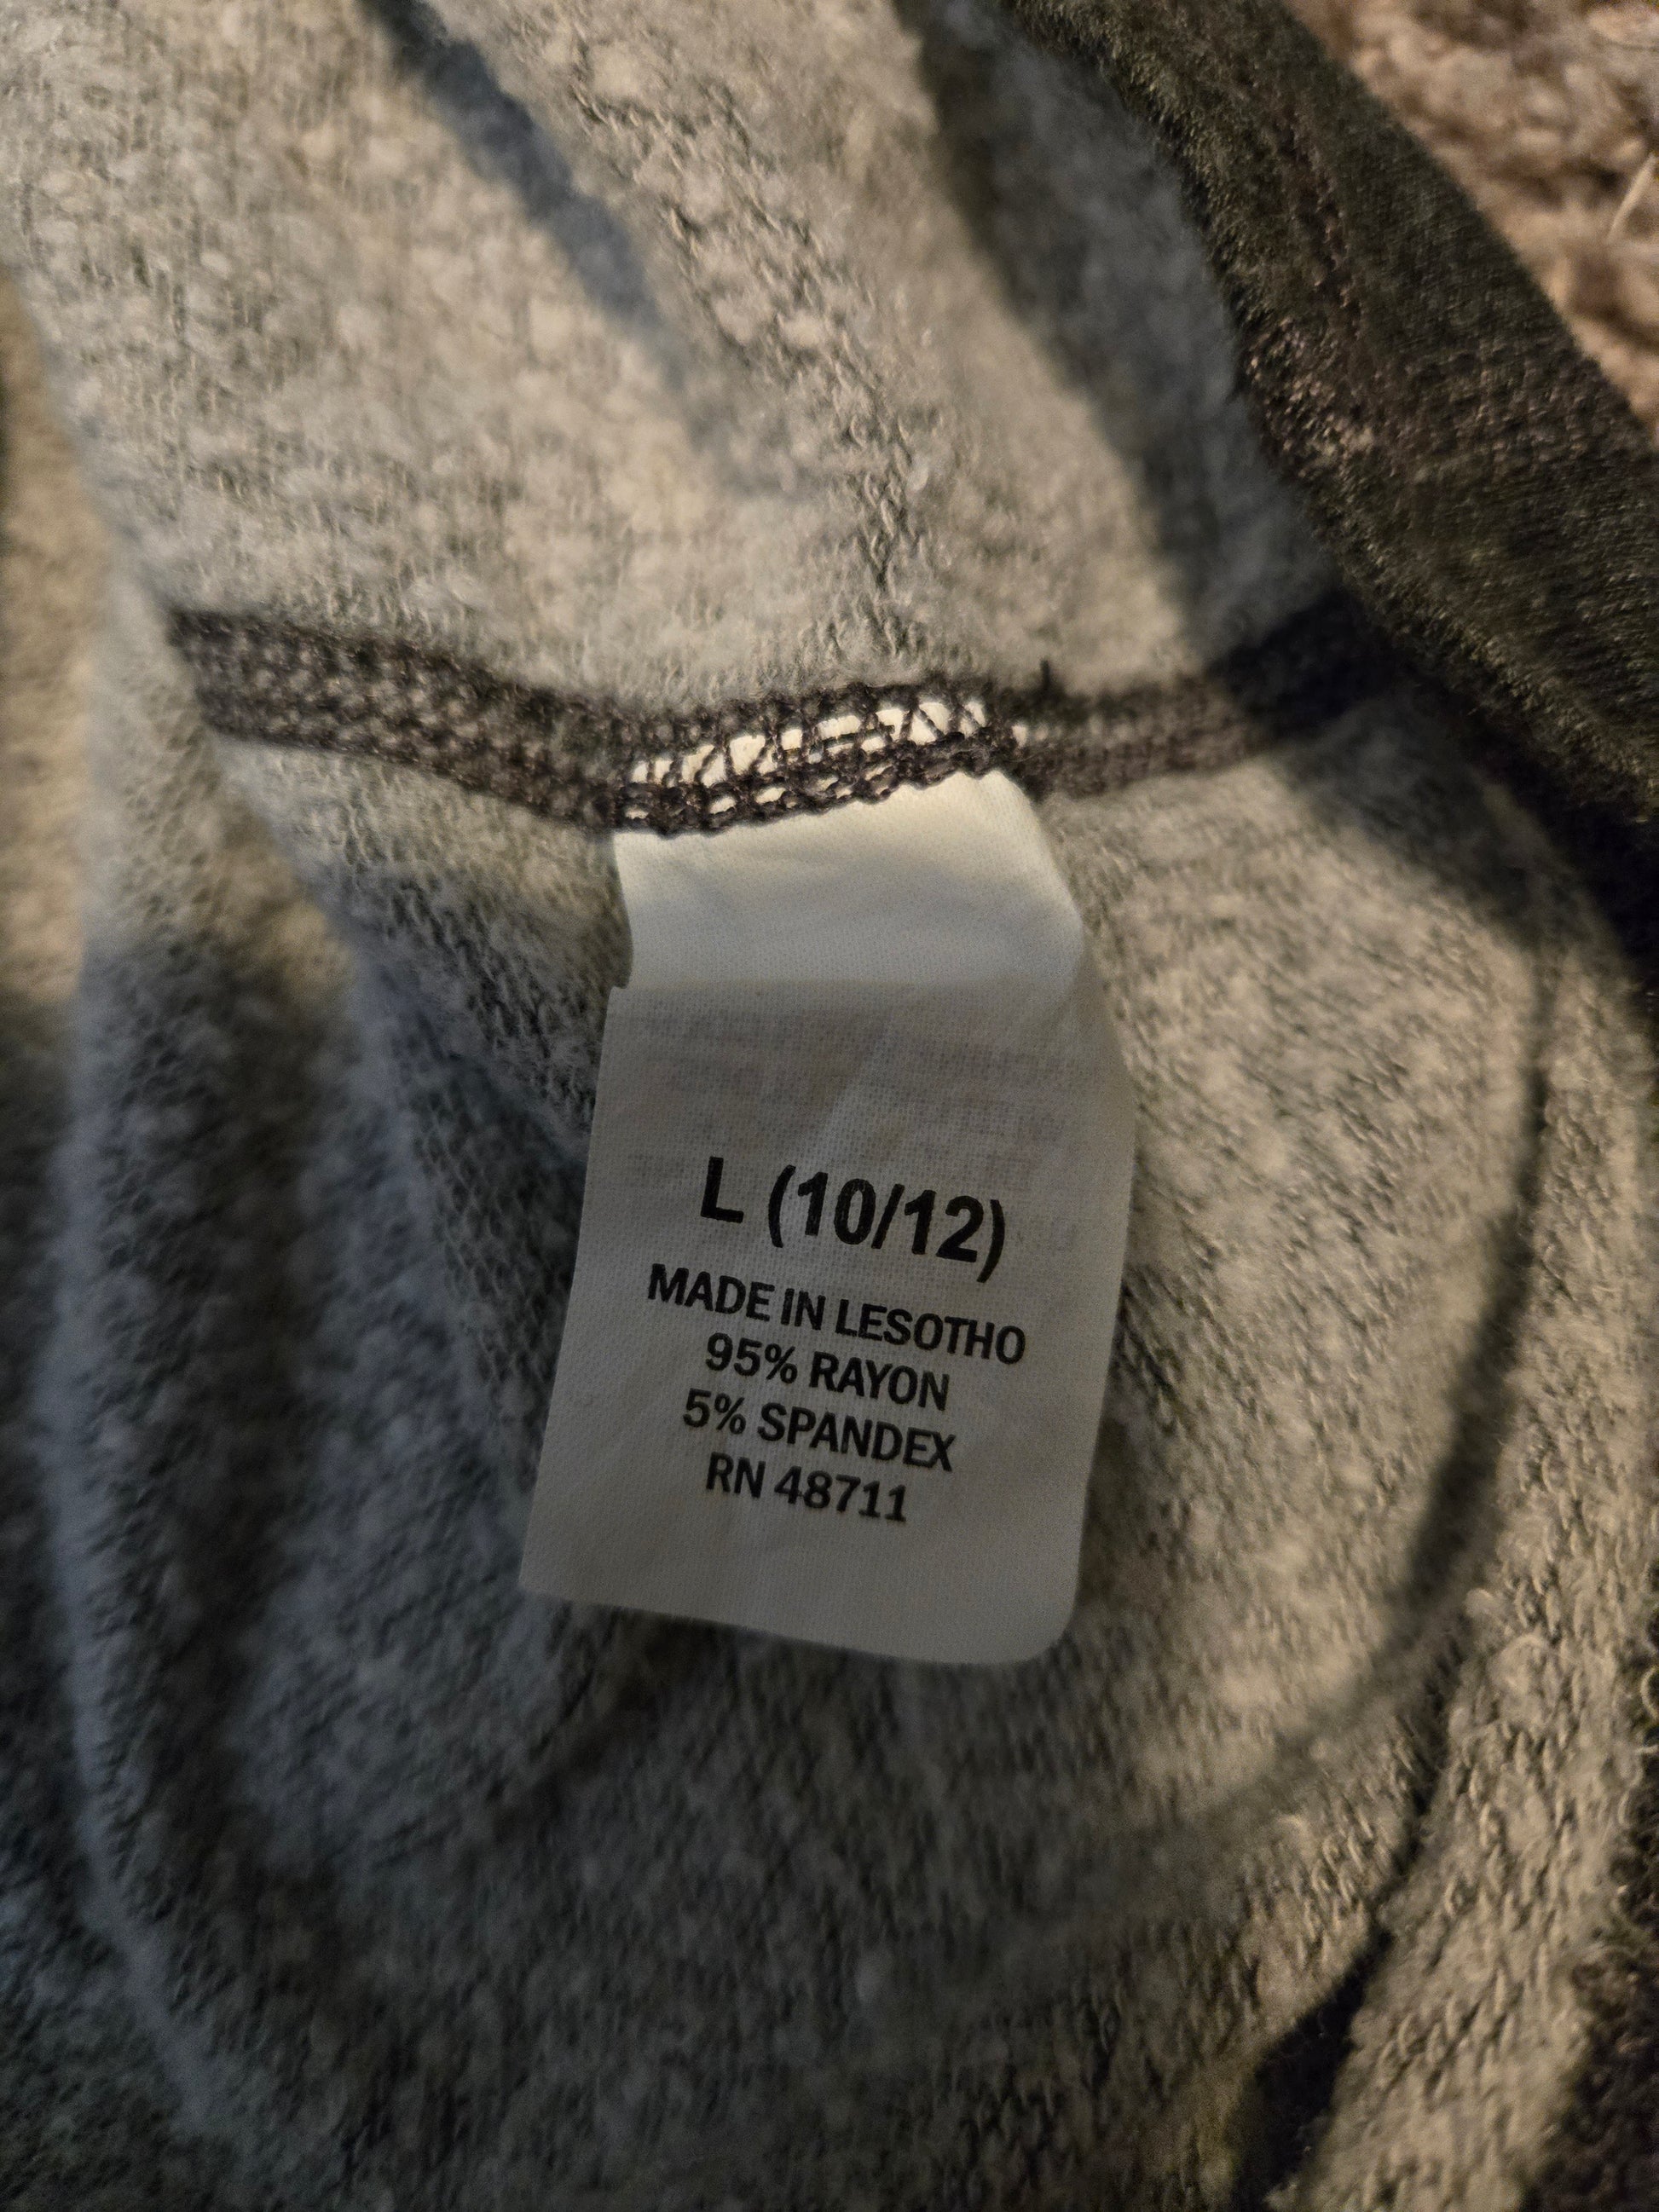 L (10/12)
MADE IN LESOTHO
95% RAYON
5% SPANDEX
RN 48711